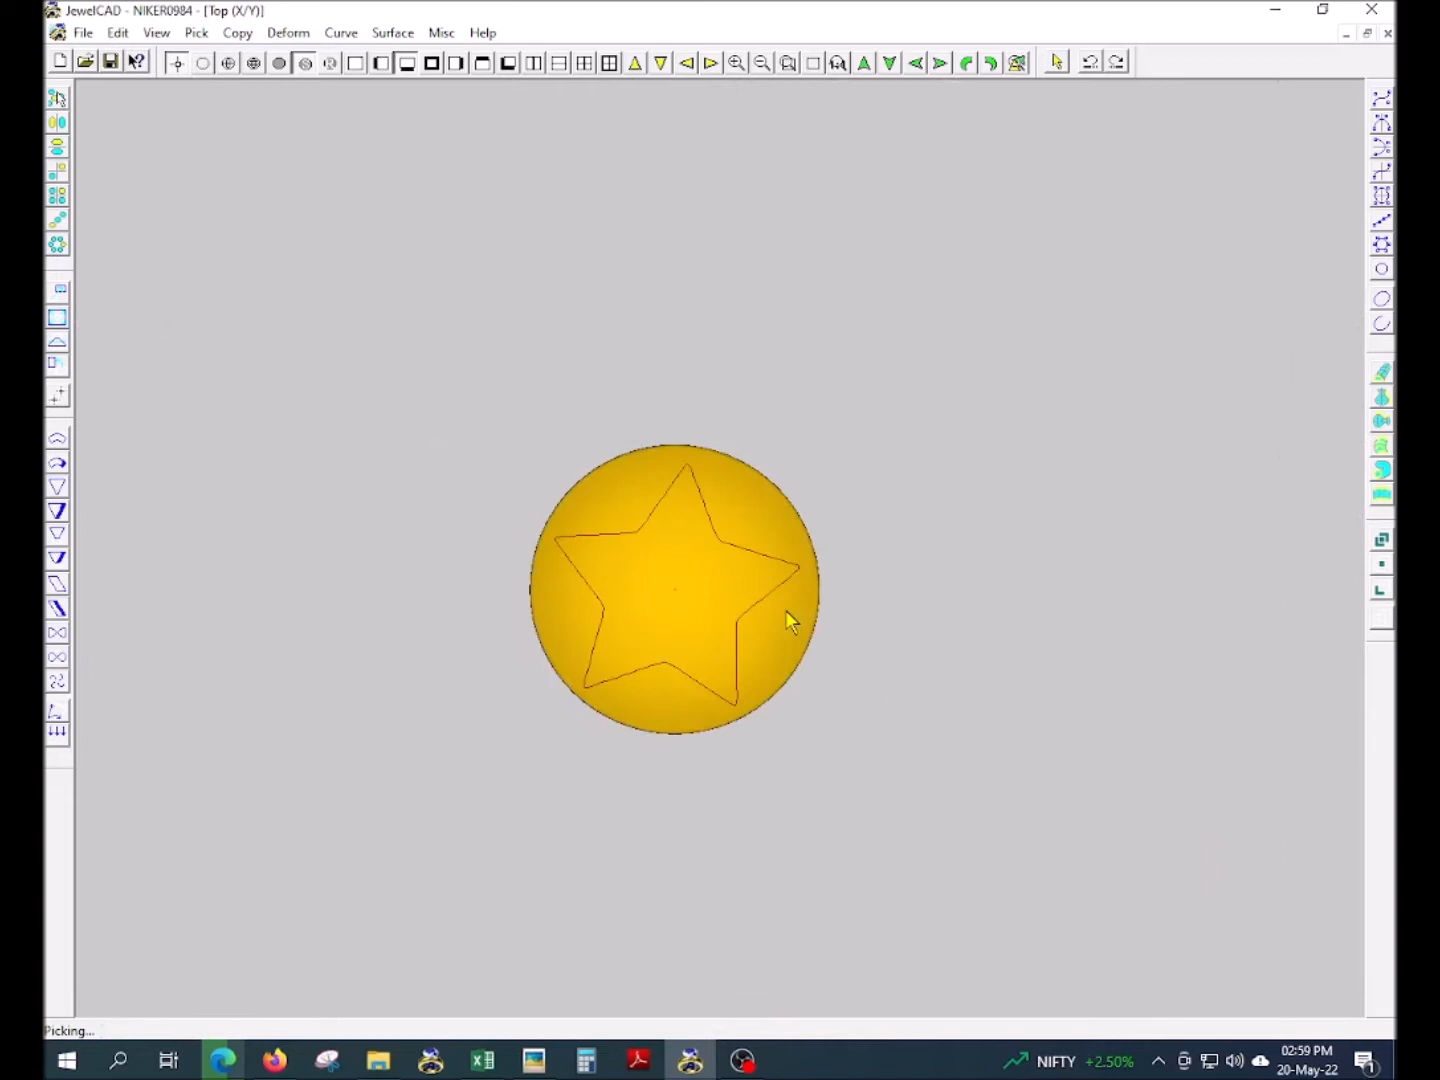 JewelCAD - NIKER0984 - [Top (X/Y)]
File Edit View Pick Copy Deform Curve Surface Misc Help
Picking...
NIFTY +2.50%
02:59 PM
20-May-22
1